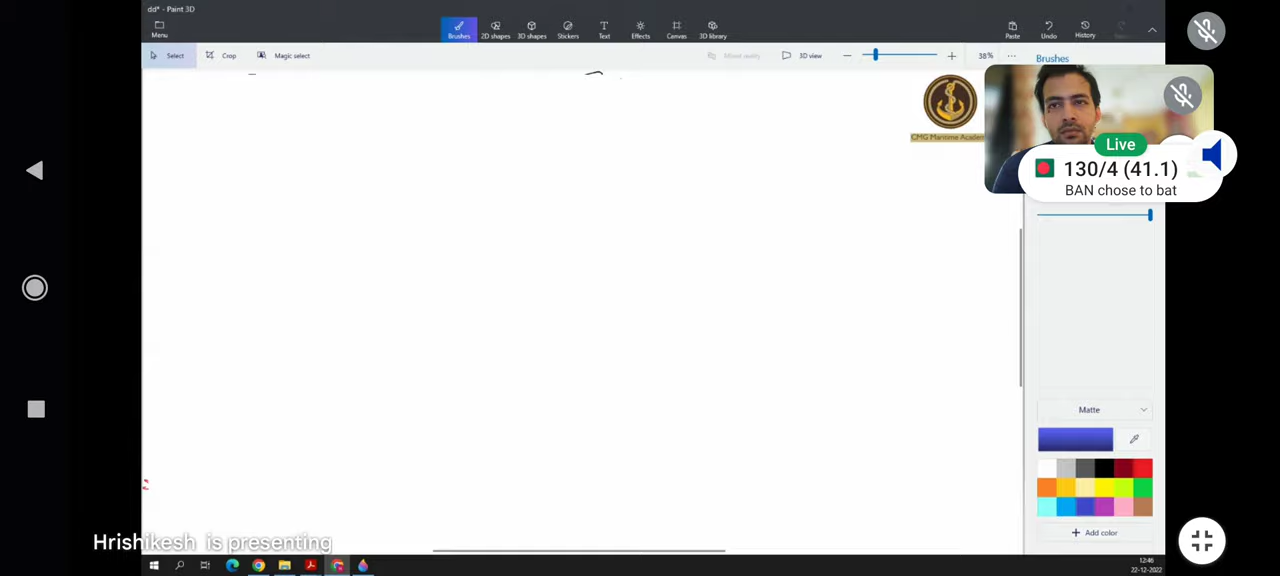 dd* - Paint 3D
Menu
Brushes
2D shapes
3D shapes
Stickers
Text
Effects
Canvas
3D library
Paste
Undo
History
Select
Crop
Magic select
3D view
38%
Brushes
CMG Maritime Academ
Live
130/4 (41.1)
BAN chose to bat
Matte
Add color
Hrishikesh is presenting
12:46
22-12-2022